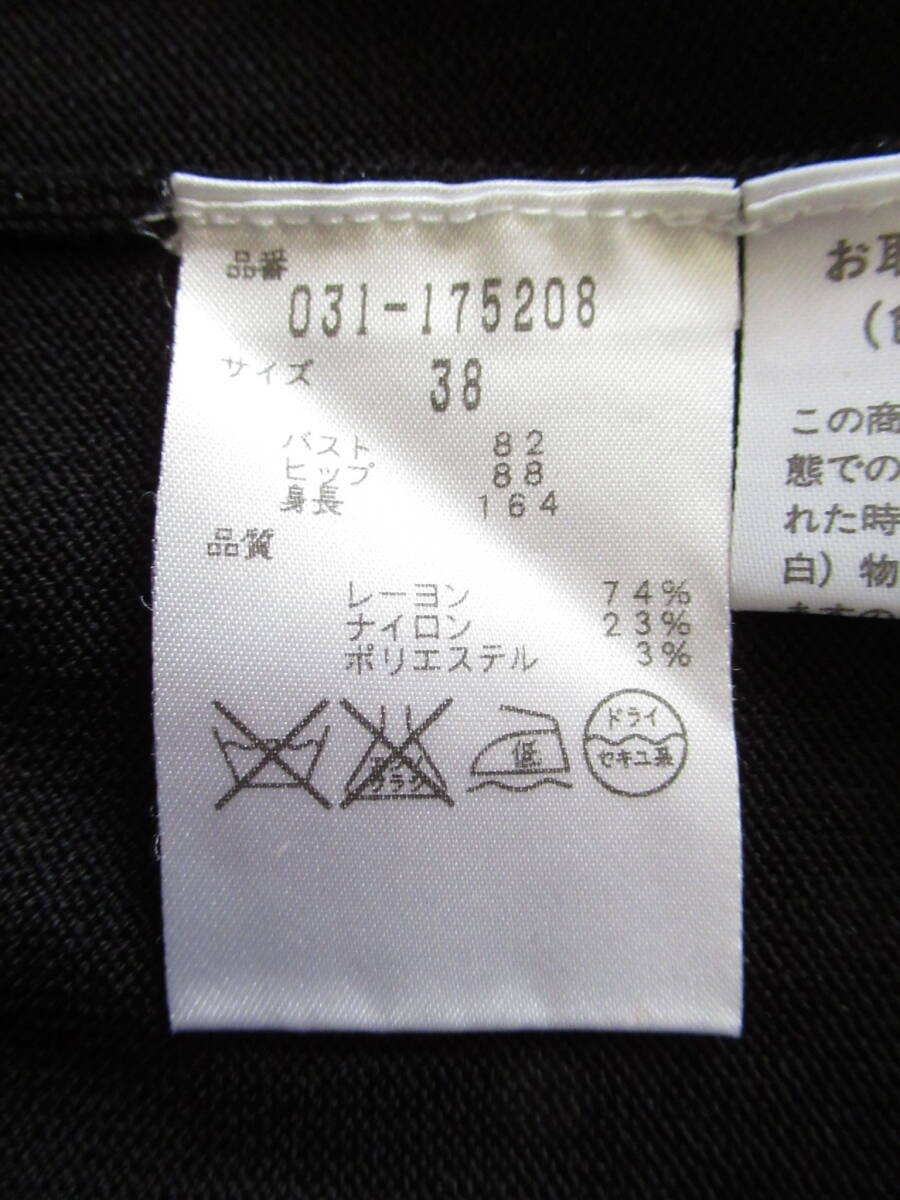 品番
031-175208
サイズ 38
バスト 82
ヒップ 88
身長 164
品質
レーヨン 74%
ナイロン 23%
ポリエステル 3%
低
ドライ
セキユ系
お取
この商
態での
れた時
白)物